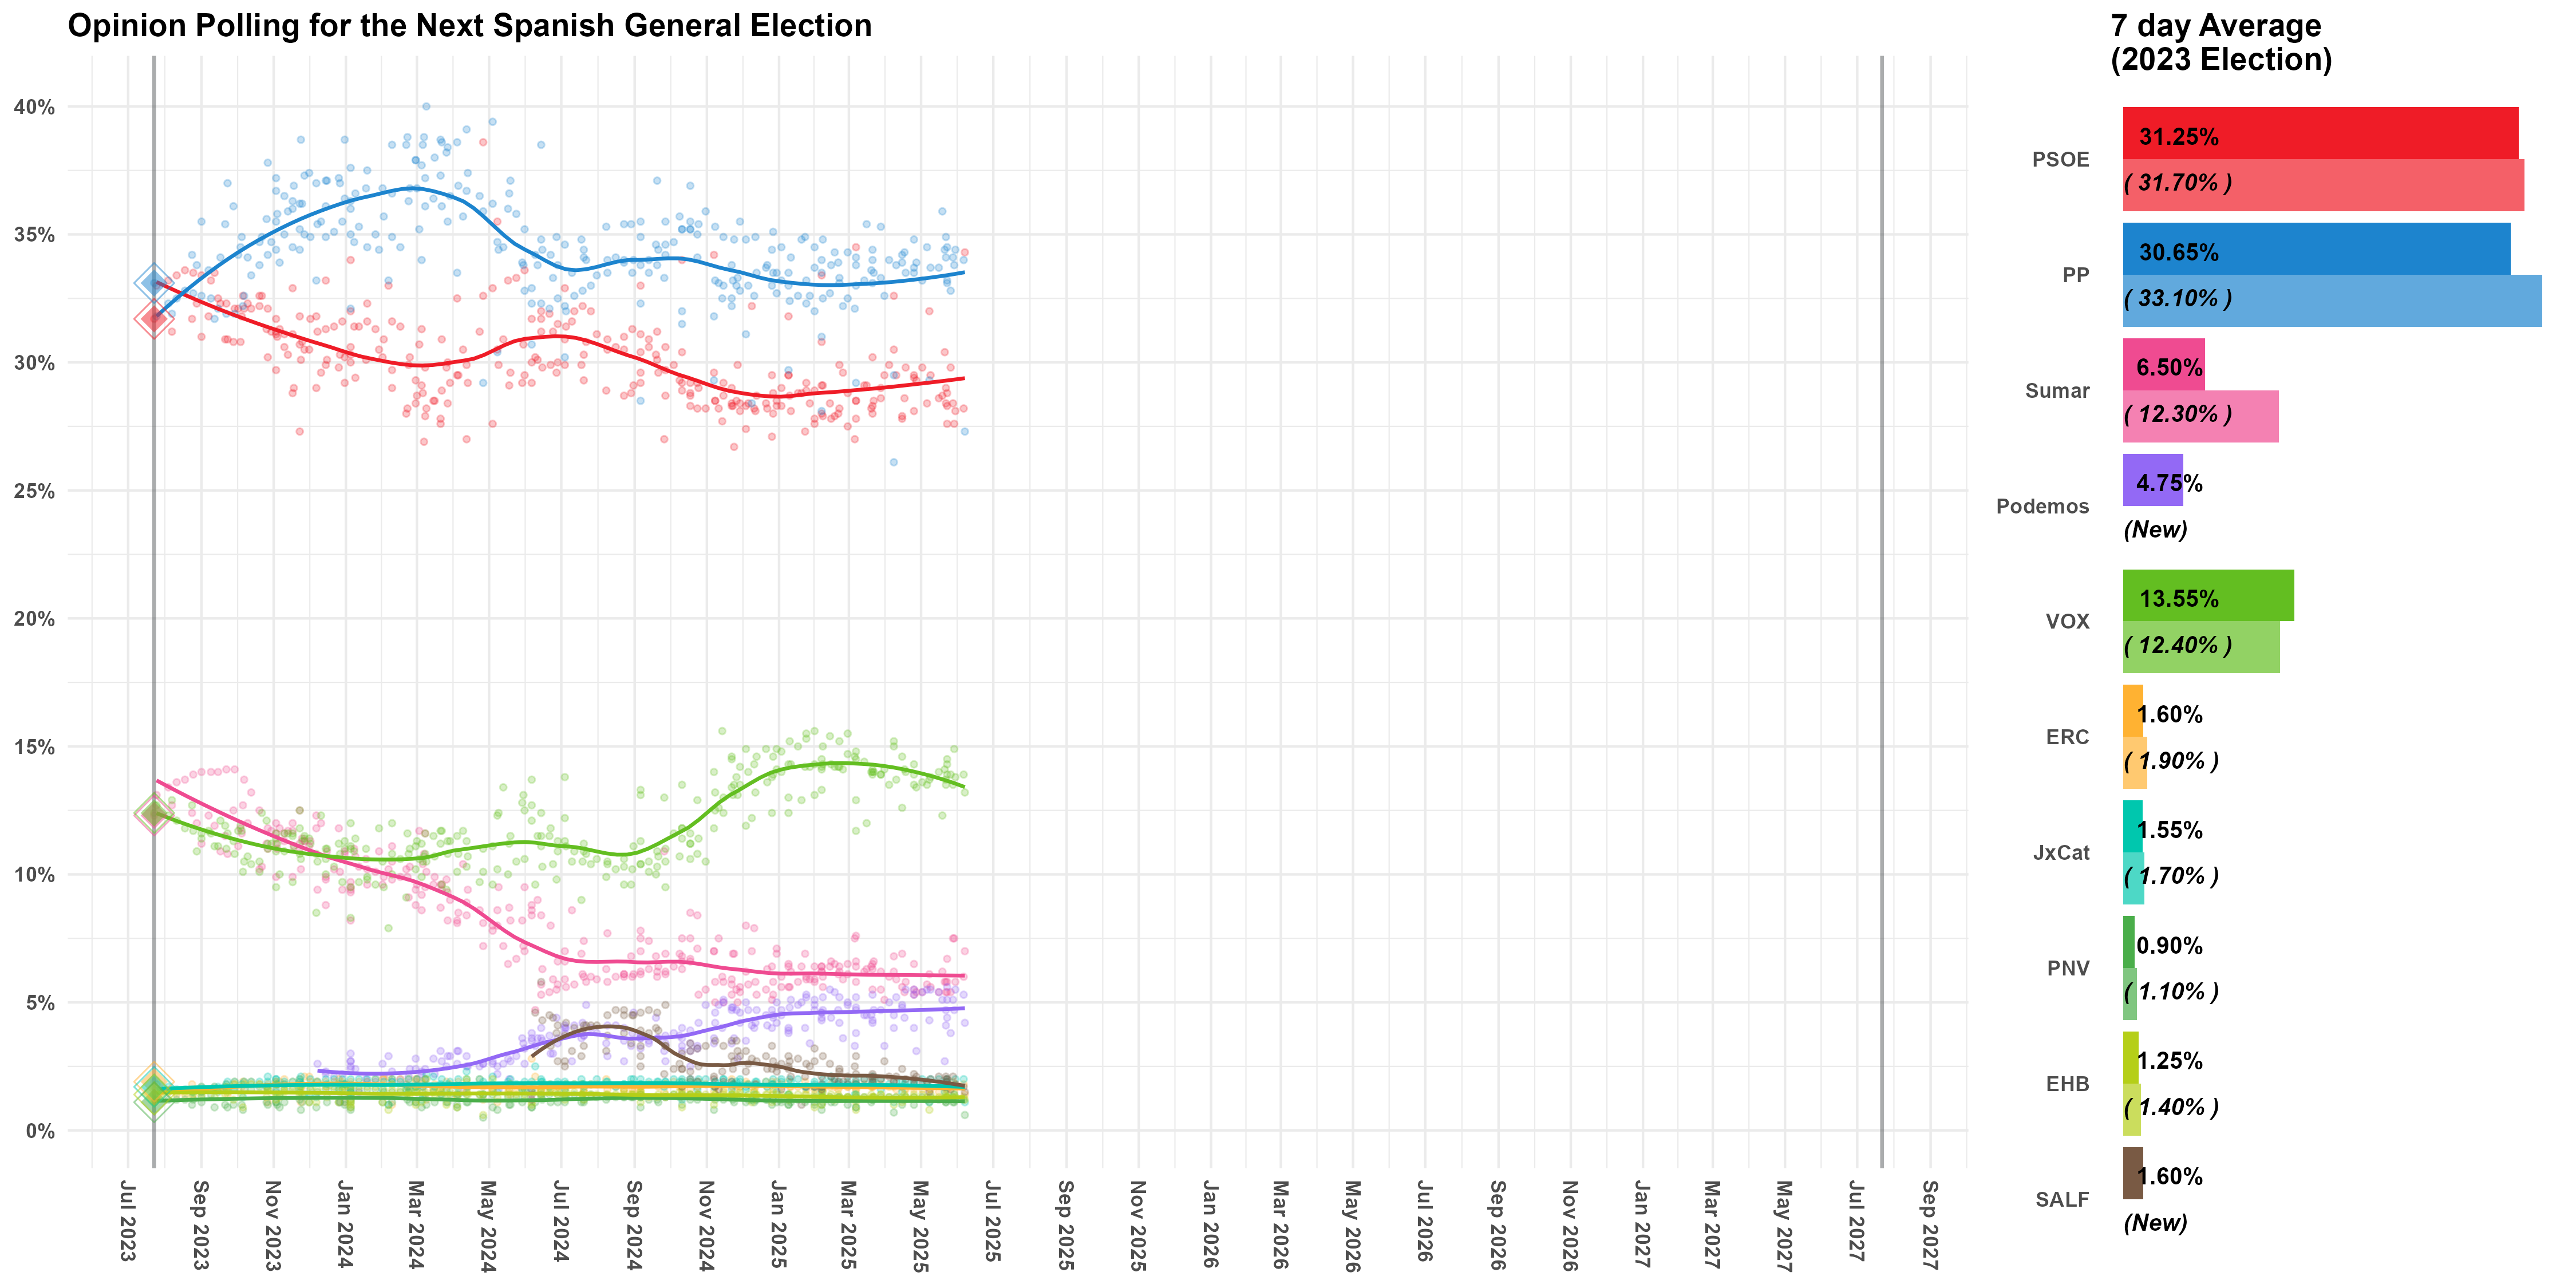 Opinion Polling for the Next Spanish General Election
7 day Average
(2023 Election)
40%
35%
30%
25%
20%
15%
10%
5%
0%
Jul 2023
Sep 2023
Nov 2023
Jan 2024
Mar 2024
May 2024
Jul 2024
Sep 2024
Nov 2024
Jan 2025
Mar 2025
May 2025
Jul 2025
Sep 2025
Nov 2025
Jan 2026
Mar 2026
May 2026
Jul 2026
Sep 2026
Nov 2026
Jan 2027
Mar 2027
May 2027
Jul 2027
Sep 2027
PSOE
31.25%
( 31.70% )
PP
30.65%
( 33.10% )
Sumar
6.50%
( 12.30% )
Podemos
4.75%
(New)
VOX
13.55%
( 12.40% )
ERC
1.60%
( 1.90% )
JxCat
1.55%
( 1.70% )
PNV
0.90%
( 1.10% )
EHB
1.25%
( 1.40% )
SALF
1.60%
(New)